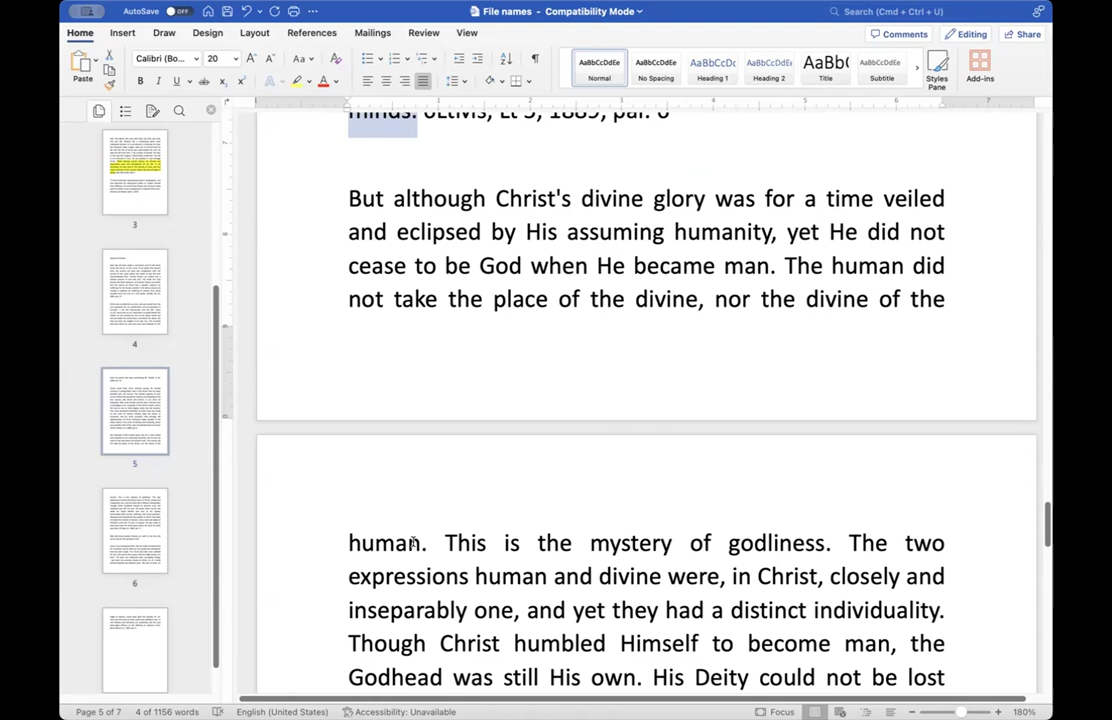 AutoSave OFF
File names - Compatibility Mode
Search (Cmd + Ctrl + U)
Home Insert Draw Design Layout References Mailings Review View
Comments Editing Share
Paste
Calibri (Bo... 20
AaBbCcDdEe AaBbCcDdEe AaBbCcDc AaBbCcDdEe AaBb( AaBbCcDdEe
Normal No Spacing Heading 1 Heading 2 Title Subtitle
Styles Pane
Add-ins
3
4
5
6
But although Christ's divine glory was for a time veiled
and eclipsed by His assuming humanity, yet He did not
cease to be God when He became man. The human did
not take the place of the divine, nor the divine of the
human. This is the mystery of godliness. The two
expressions human and divine were, in Christ, closely and
inseparably one, and yet they had a distinct individuality.
Though Christ humbled Himself to become man, the
Godhead was still His own. His Deity could not be lost
Page 5 of 7 4 of 1156 words English (United States) Accessibility: Unavailable Focus 180%